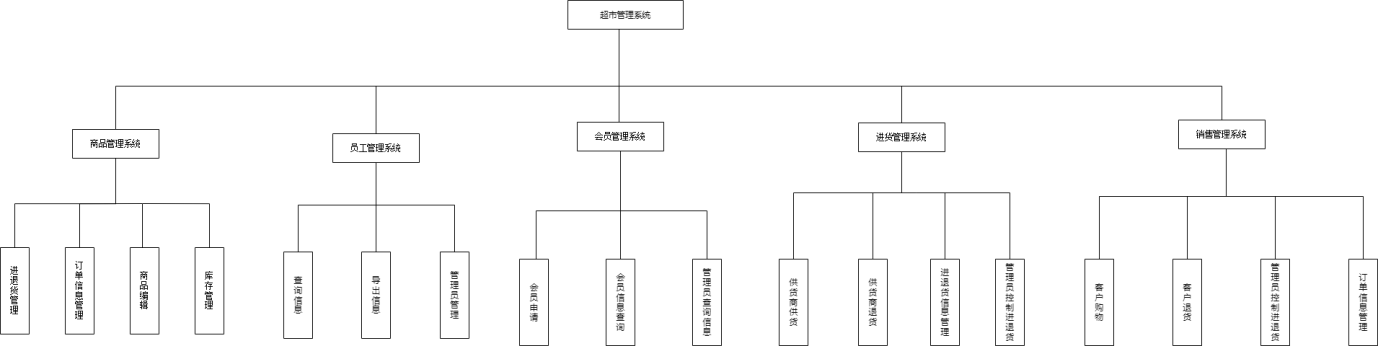 超市管理系统
商品管理系统
员工管理系统
会员管理系统
进货管理系统
销售管理系统
进退货管理
订单信息管理
商品编辑
库存管理
查询信息
导出信息
管理员管理
会员申请
会员信息查询
管理员查询信息
供货商供货
供货商退货
进退货信息管理
管理员控制进退货
客户购物
客户退货
管理员控制进退货
订单信息管理